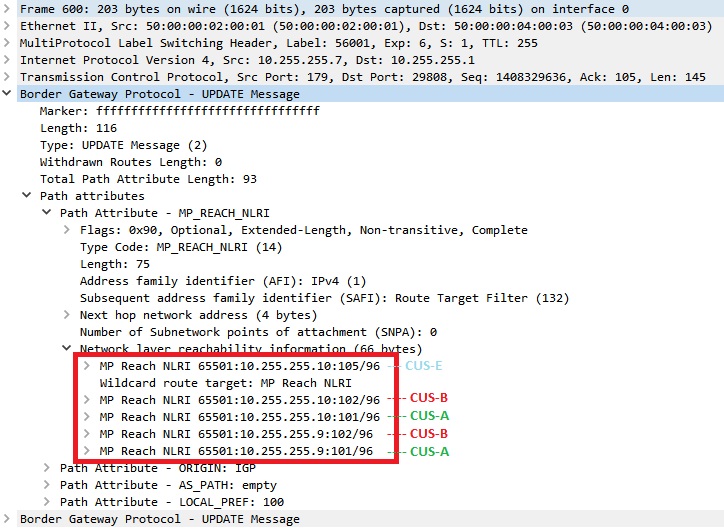 Frame 600: 203 bytes on wire (1624 bits), 203 bytes captured (1624 bits) on interface 0
Ethernet II, Src: 50:00:00:02:00:01 (50:00:00:02:00:01), Dst: 50:00:00:04:00:03 (50:00:00:04:00:03)
MultiProtocol Label Switching Header, Label: 56001, Exp: 6, S: 1, TTL: 255
Internet Protocol Version 4, Src: 10.255.255.7, Dst: 10.255.255.1
Transmission Control Protocol, Src Port: 179, Dst Port: 29808, Seq: 1408329636, Ack: 105, Len: 145
Border Gateway Protocol - UPDATE Message
Marker: ffffffffffffffffffffffffffffffff
Length: 116
Type: UPDATE Message (2)
Withdrawn Routes Length: 0
Total Path Attribute Length: 93
Path attributes
Path Attribute - MP_REACH_NLRI
Flags: 0x90, Optional, Extended-Length, Non-transitive, Complete
Type Code: MP_REACH_NLRI (14)
Length: 75
Address family identifier (AFI): IPv4 (1)
Subsequent address family identifier (SAFI): Route Target Filter (132)
Next hop network address (4 bytes)
Number of Subnetwork points of attachment (SNPA): 0
Network layer reachability information (66 bytes)
MP Reach NLRI 65501:10.255.255.10:105/96 --- CUS-E
Wildcard route target: MP Reach NLRI
MP Reach NLRI 65501:10.255.255.10:102/96 ---- CUS-B
MP Reach NLRI 65501:10.255.255.10:101/96 ---- CUS-A
MP Reach NLRI 65501:10.255.255.9:102/96 ---- CUS-B
MP Reach NLRI 65501:10.255.255.9:101/96 ---- CUS-A
Path Attribute - ORIGIN: IGP
Path Attribute - AS_PATH: empty
Path Attribute - LOCAL_PREF: 100
Border Gateway Protocol - UPDATE Message